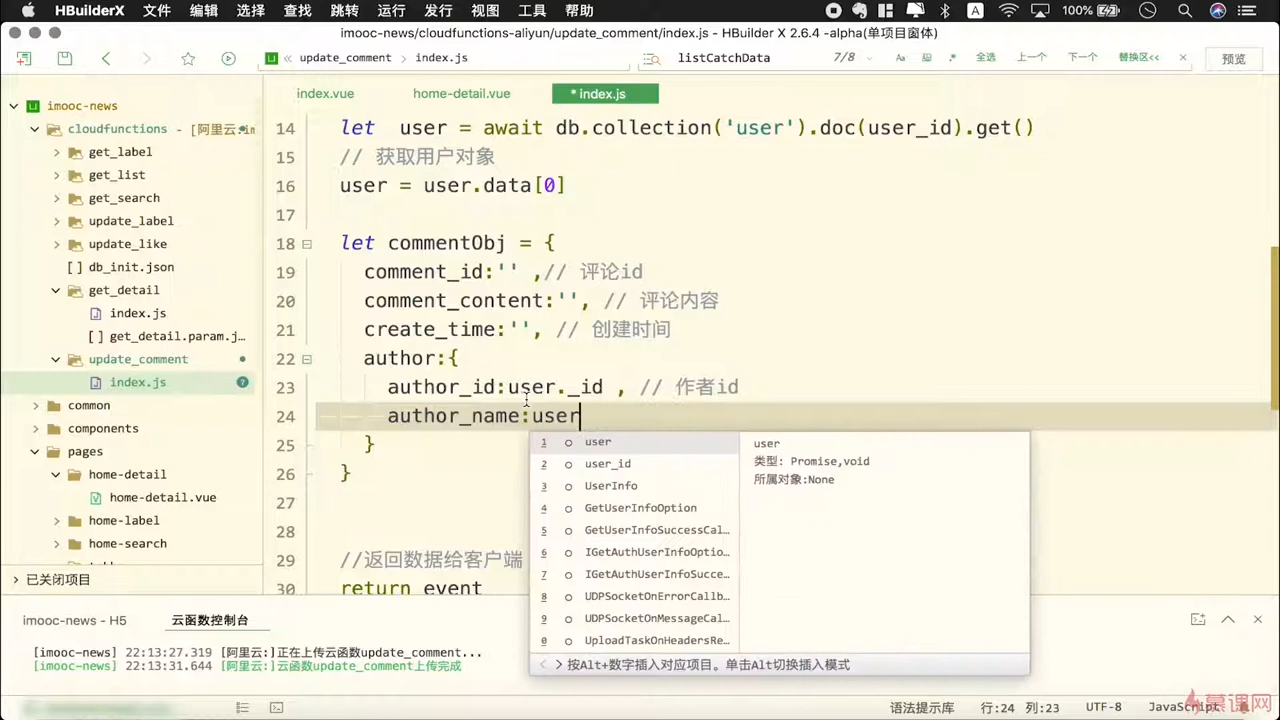 HBuilderX 文件 编辑 选择 查找 跳转 运行 发行 视图 工具 帮助 A 100%
imooc-news/cloudfunctions-aliyun/update_comment/index.js - HBuilder X 2.6.4 -alpha(单项目窗体)
update_comment index.js listCatchData 7/8 Aa .* 全选 上一个 下一个 替换区<< 预览
index.vue home-detail.vue * index.js
imooc-news
cloudfunctions - [阿里云:im
get_label
get_list
get_search
update_label
update_like
[ ] db_init.json
get_detail
index.js
[ ] get_detail.param.j...
update_comment
index.js
common
components
pages
home-detail
home-detail.vue
home-label
home-search
已关闭项目
14 let user = await db.collection('user').doc(user_id).get()
15 // 获取用户对象
16 user = user.data[0]
17
18 let commentObj = {
19 comment_id:'' ,// 评论id
20 comment_content:'', // 评论内容
21 create_time:'', // 创建时间
22 author:{
23 author_id:user._id , // 作者id
24 author_name:user
25 }
26 }
27
28
29 //返回数据给客户端
30 return event
1 user
2 user_id
3 UserInfo
4 GetUserInfoOption
5 GetUserInfoSuccessCal...
6 IGetAuthUserInfoOptio...
7 IGetAuthUserInfoSucce...
8 UDPSocketOnErrorCallb...
9 UDPSocketOnMessageCal...
0 UploadTaskOnHeadersRe...
user
类型: Promise,void
所属对象:None
按Alt+数字插入对应项目。单击Alt切换插入模式
imooc-news - H5 云函数控制台
[imooc-news] 22:13:27.319 [阿里云:]正在上传云函数update_comment...
[imooc-news] 22:13:31.644 [阿里云:]云函数update_comment上传完成
语法提示库 行:24 列:23 UTF-8 JavaScript
慕课网